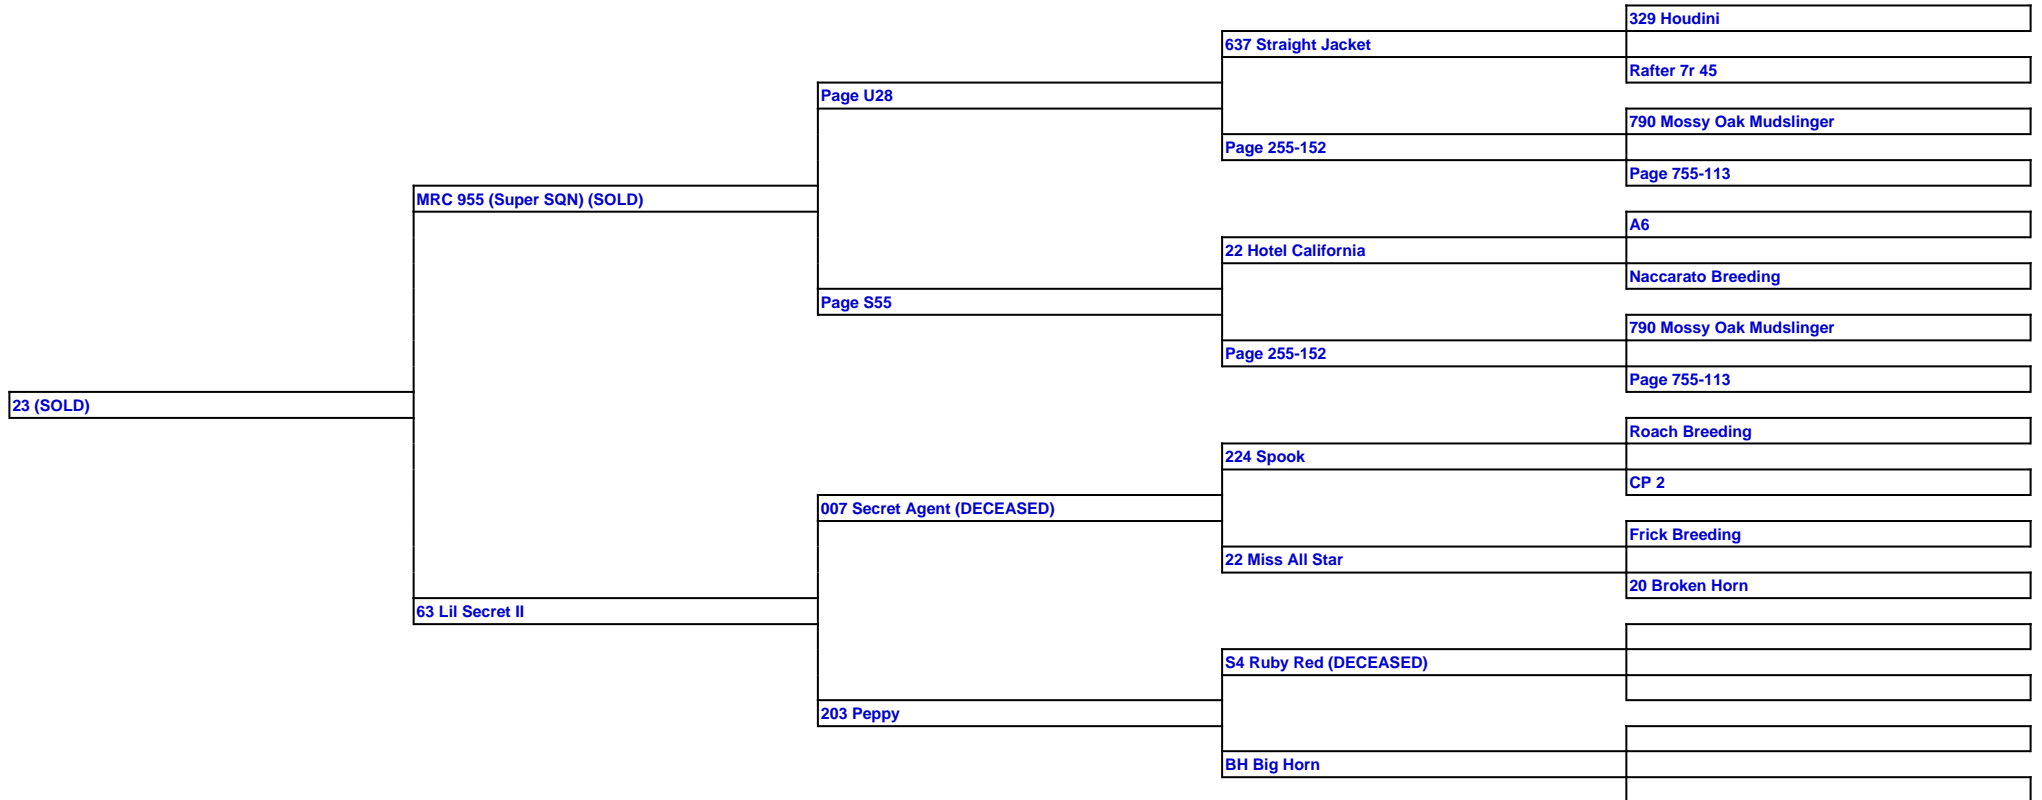 329 Houdini
637 Straight Jacket
Rafter 7r 45
Page U28
790 Mossy Oak Mudslinger
Page 255-152
Page 755-113
MRC 955 (Super SQN) (SOLD)
A6
22 Hotel California
Naccarato Breeding
Page S55
790 Mossy Oak Mudslinger
Page 255-152
Page 755-113
23 (SOLD)
Roach Breeding
224 Spook
CP 2
007 Secret Agent (DECEASED)
Frick Breeding
22 Miss All Star
20 Broken Horn
63 Lil Secret II
S4 Ruby Red (DECEASED)
203 Peppy
BH Big Horn